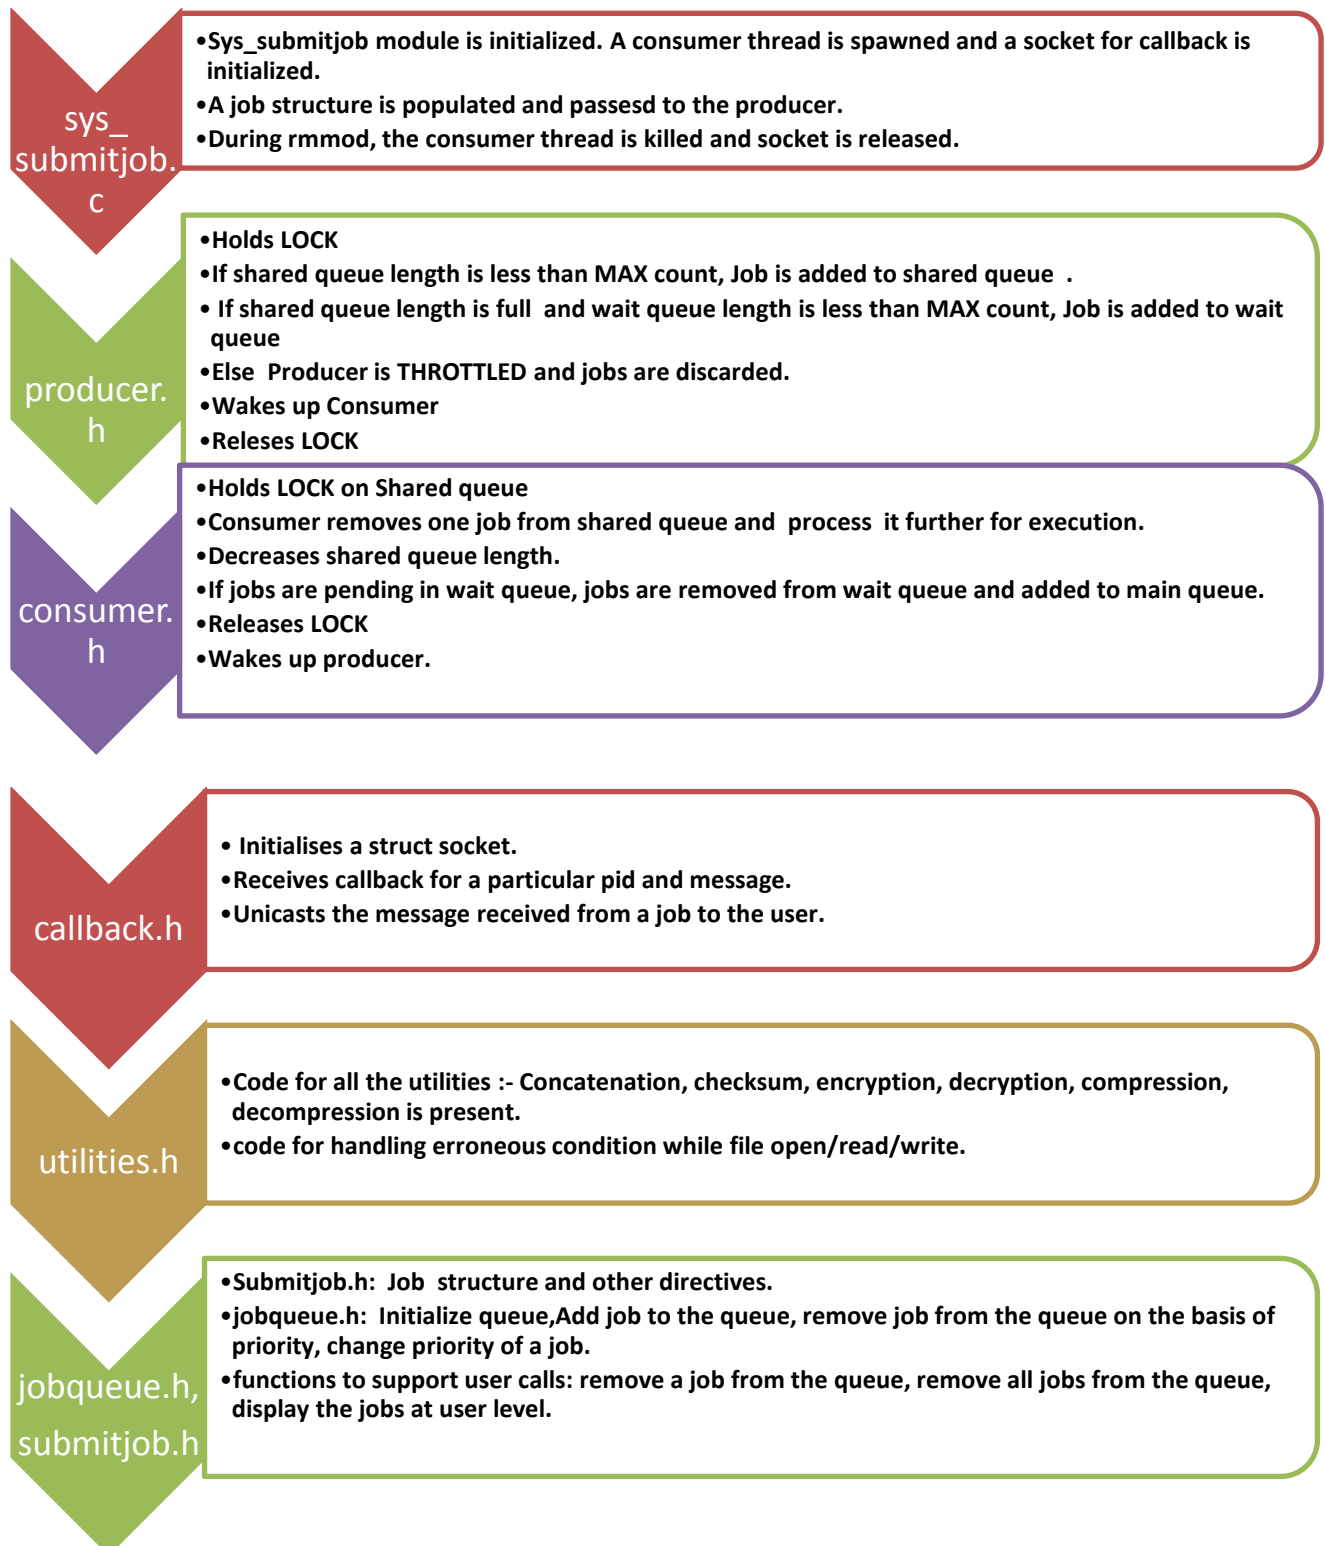 sys_
submitjob.
c
•Sys_submitjob module is initialized. A consumer thread is spawned and a socket for callback is
initialized.
•A job structure is populated and passesd to the producer.
•During rmmod, the consumer thread is killed and socket is released.
producer.
h
•Holds LOCK
•If shared queue length is less than MAX count, Job is added to shared queue  .
• If shared queue length is full  and wait queue length is less than MAX count, Job is added to wait
queue
•Else  Producer is THROTTLED and jobs are discarded.
•Wakes up Consumer
•Releses LOCK
consumer.
h
•Holds LOCK on Shared queue
•Consumer removes one job from shared queue and  process  it further for execution.
•Decreases shared queue length.
•If jobs are pending in wait queue, jobs are removed from wait queue and added to main queue.
•Releases LOCK
•Wakes up producer.
callback.h
• Initialises a struct socket.
•Receives callback for a particular pid and message.
•Unicasts the message received from a job to the user.
utilities.h
•Code for all the utilities :- Concatenation, checksum, encryption, decryption, compression,
decompression is present.
•code for handling erroneous condition while file open/read/write.
jobqueue.h,
submitjob.h
•Submitjob.h:  Job  structure and other directives.
•jobqueue.h:  Initialize queue,Add job to the queue, remove job from the queue on the basis of
priority, change priority of a job.
•functions to support user calls: remove a job from the queue, remove all jobs from the queue,
display the jobs at user level.